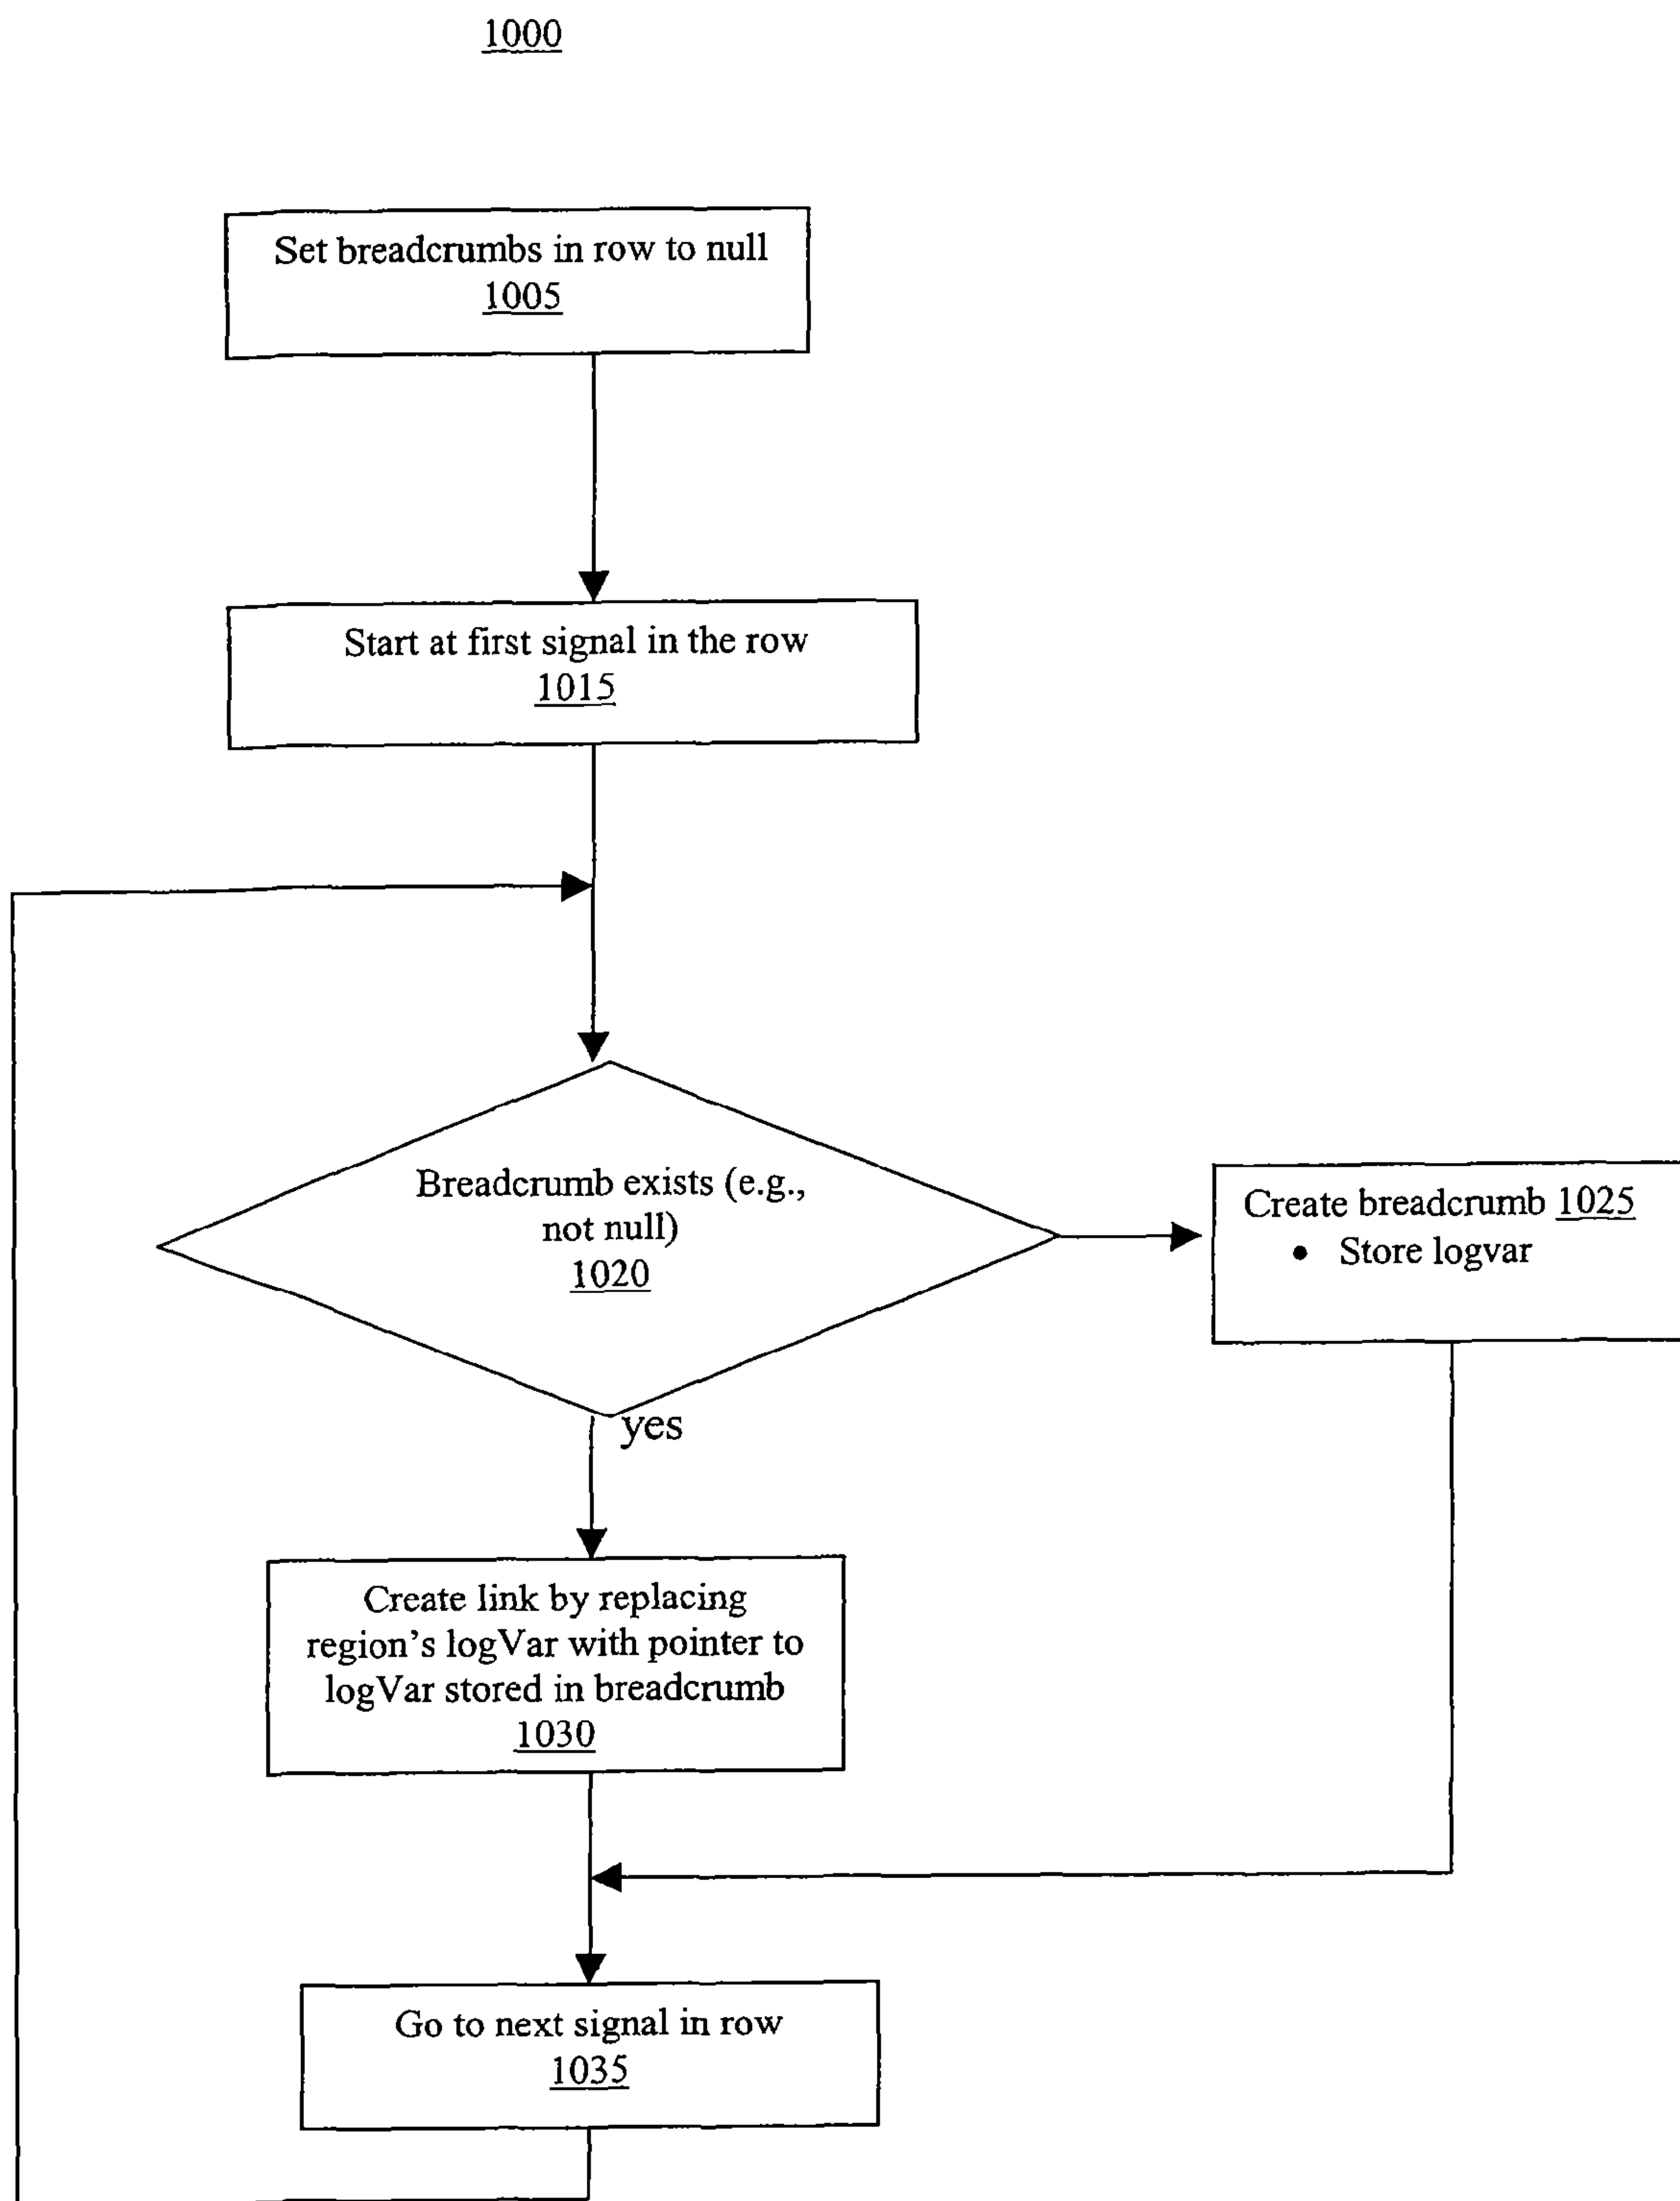 1000
Set breadcrumbs in row to null
1005
Start at first signal in the row
1015
Breadcrumb exists (e.g.,
not null)
1020
Create breadcrumb 1025
• Store logvar
yes
Create link by replacing
region's logVar with pointer to
logVar stored in breadcrumb
1030
Go to next signal in row
1035